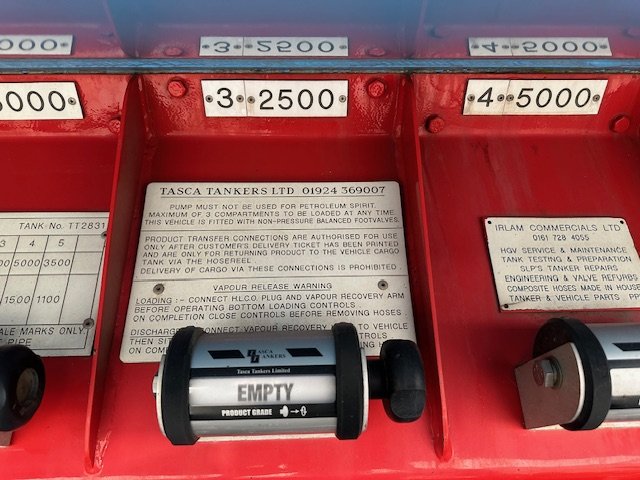 000
3 2500
4 5000
5000
3 2500
4 5000
TASCA TANKERS LTD 01924 369007
PUMP MUST NOT BE USED FOR PETROLEUM SPIRIT.
MAXIMUM OF 3 COMPARTMENTS TO BE LOADED AT ANY TIME.
THIS VEHICLE IS FITTED WITH NON-PRESSURE BALANCED FOOTVALVES.
PRODUCT TRANSFER CONNECTIONS ARE AUTHORISED FOR USE
ONLY AFTER CUSTOMER'S DELIVERY TICKET HAS BEEN PRINTED
AND ARE ONLY FOR RETURNING PRODUCT TO THE VEHICLE CARGO
TANK VIA THE HOSEREEL.
DELIVERY OF CARGO VIA THESE CONNECTIONS IS PROHIBITED.
VAPOUR RELEASE WARNING
LOADING :- CONNECT H.L.C.O. PLUG AND VAPOUR RECOVERY ARM
BEFORE OPERATING BOTTOM LOADING CONTROLS.
ON COMPLETION CLOSE CONTROLS BEFORE REMOVING HOSES
CONNECT VAPOUR TO VEHICLE
THEN
ON
TANK No. TT2831
3 4 5
5000 3500
1500 1100
MARKS ONLY
PIPE
IRLAM COMMERCIALS LTD
0161 728 4055
HGV SERVICE & MAINTENANCE
TANK TESTING & PREPARATION
SLP'S TANKER REPAIRS
ENGINEERING & VALVE REFURBS
COMPOSITE HOSES MADE IN HOUSE
TANKER & VEHICLE PARTS
TASCA
TANKERS
Tasca Tankers Limited
EMPTY
PRODUCT GRADE